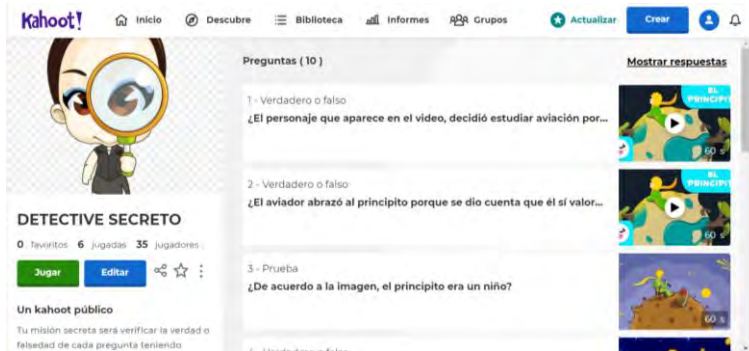 Kahoot!
Inicio
Descubre
Biblioteca
Informes
Grupos
Actualizar
Crear
DETECTIVE SECRETO
0 favoritos 6 jugadas 35 jugadores
Jugar
Editar
Un kahoot público
Tu misión secreta será verificar la verdad o
falsedad de cada pregunta teniendo
Preguntas ( 10 )
Mostrar respuestas
1 - Verdadero o falso
¿El personaje que aparece en el video, decidió estudiar aviación por...
EL
PRINCIPIT
60 s
2 - Verdadero o falso
¿El aviador abrazó al principito porque se dio cuenta que él sí valor...
PRINCIPIT
60 s
3 - Prueba
¿De acuerdo a la imagen, el principito era un niño?
60 s
4 - Verdadero o falso